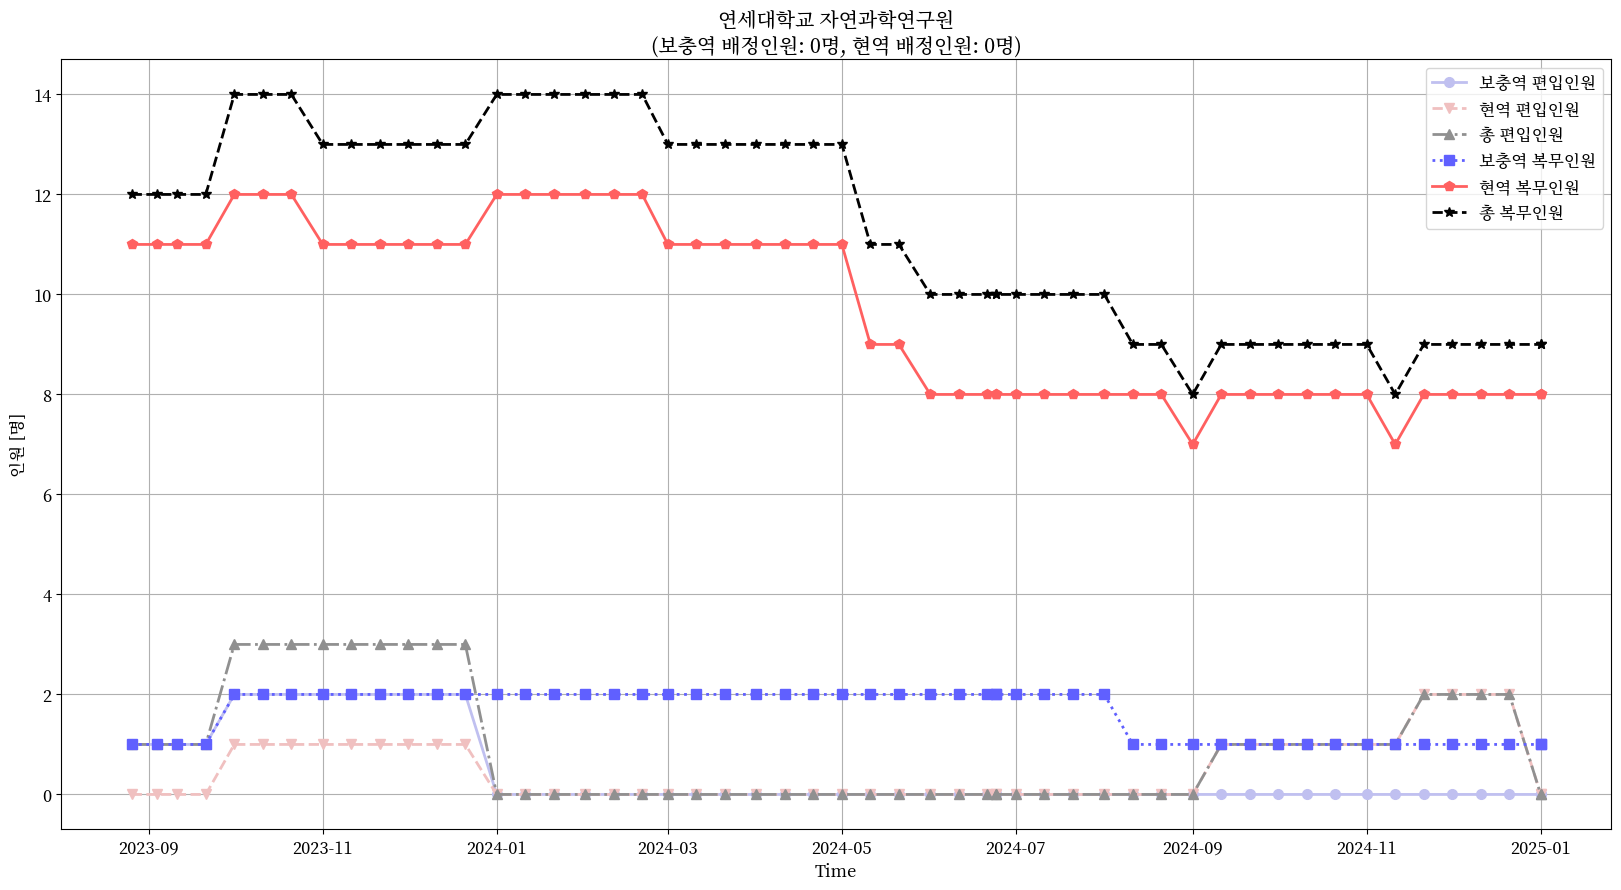 연세대학교 자연과학연구원
(보충역 배정인원: 0명, 현역 배정인원: 0명)
보충역 편입인원
현역 편입인원
총 편입인원
보충역 복무인원
현역 복무인원
총 복무인원
인원 [명]
14
12
10
8
6
4
2
0
2023-09
2023-11
2024-01
2024-03
2024-05
2024-07
2024-09
2024-11
2025-01
Time